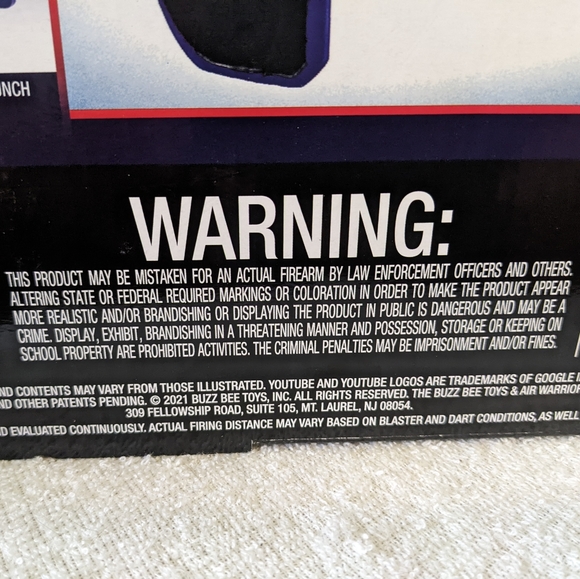 UNCH
WARNING:
THIS PRODUCT MAY BE MISTAKEN FOR AN ACTUAL FIREARM BY LAW ENFORCEMENT OFFICERS AND OTHERS.
ALTERING STATE OR FEDERAL REQUIRED MARKINGS OR COLORATION IN ORDER TO MAKE THE PRODUCT APPEAR
MORE REALISTIC AND/OR BRANDISHING OR DISPLAYING THE PRODUCT IN PUBLIC IS DANGEROUS AND MAY BE A
CRIME. DISPLAY, EXHIBIT, BRANDISHING IN A THREATENING MANNER AND POSSESSION, STORAGE OR KEEPING ON
SCHOOL PROPERTY ARE PROHIBITED ACTIVITIES. THE CRIMINAL PENALTIES MAY BE IMPRISONMENT AND/OR FINES.
ND CONTENTS MAY VARY FROM THOSE ILLUSTRATED. YOUTUBE AND YOUTUBE LOGOS ARE TRADEMARKS OF GOOGLE I
ND OTHER PATENTS PENDING. © 2021 BUZZ BEE TOYS, INC. ALL RIGHTS RESERVED. THE BUZZ BEE TOYS & AIR WARRIOR
309 FELLOWSHIP ROAD, SUITE 105, MT. LAUREL, NJ 08054.
D EVALUATED CONTINUOUSLY. ACTUAL FIRING DISTANCE MAY VARY BASED ON BLASTER AND DART CONDITIONS, AS WELL